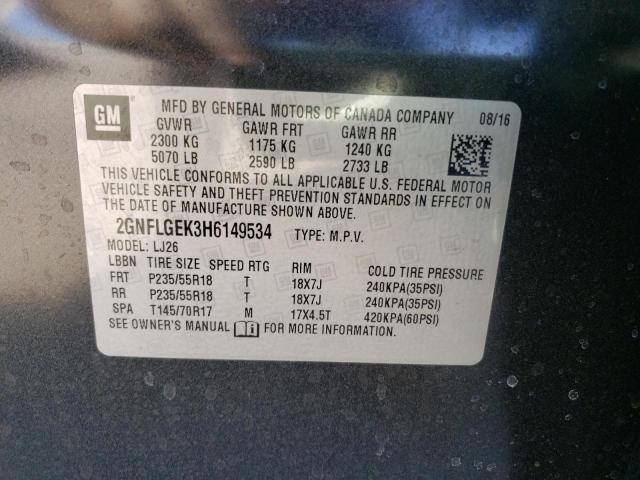 GM
MFD BY GENERAL MOTORS OF CANADA COMPANY 08/16
GVWR GAWR FRT GAWR RR
2300 KG 1175 KG 1240 KG
5070 LB 2590 LB 2733 LB
THIS VEHICLE CONFORMS TO ALL APPLICABLE U.S. FEDERAL MOTOR
VEHICLE SAFETY AND THEFT PREVENTION STANDARDS IN EFFECT ON
DATE OF MANUFACTURE SHOWN ABOVE.
2GNFLGEK3H6149534 TYPE: M.P.V.
MODEL: LJ26
LBBN TIRE SIZE SPEED RTG RIM COLD TIRE PRESSURE
FRT P235/55R18 T 18X7J 240KPA(35PSI)
RR P235/55R18 T 18X7J 240KPA(35PSI)
SPA T145/70R17 M 17X4.5T 420KPA(60PSI)
SEE OWNER'S MANUAL FOR MORE INFORMATION.